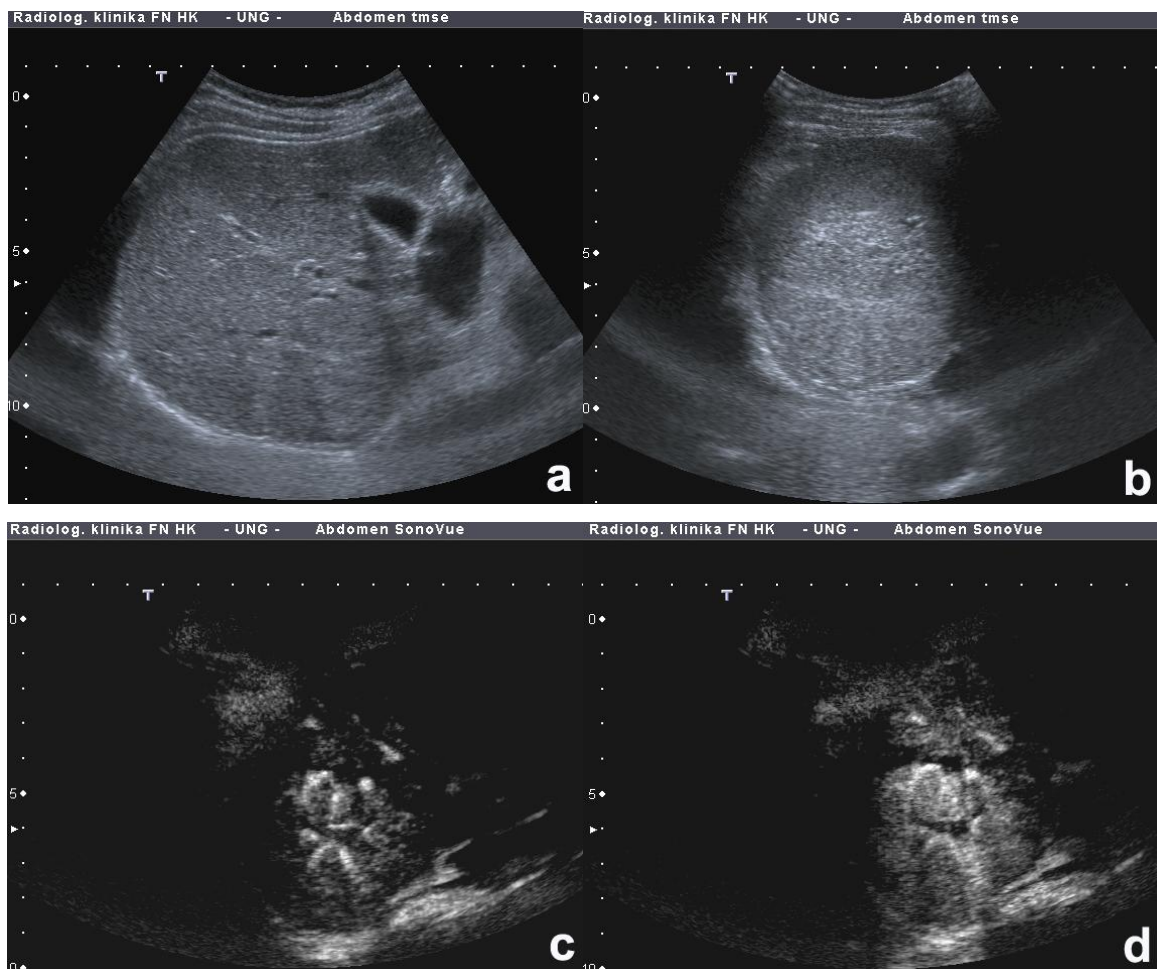 Radiolog. klinika FN HK - UNG - Abdomen tmse
T
0
5
10
a
Radiolog. klinika FN HK - UNG - Abdomen tmse
T
0
5
0
b
Radiolog. klinika FN HK - UNG - Abdomen SonoVue
T
0
5
0
c
Radiolog. klinika FN HK - UNG - Abdomen SonoVue
T
0
5
10
d